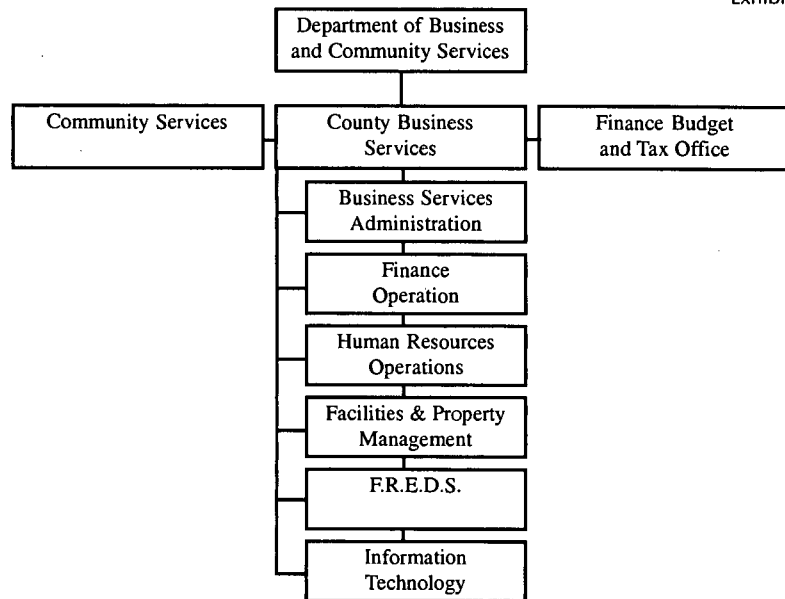 Department of Business
and Community Services
Community Services
County Business
Services
Finance Budget
and Tax Office
Business Services
Administration
Finance
Operation
Human Resources
Operations
Facilities & Property
Management
F.R.E.D.S.
Information
Technology